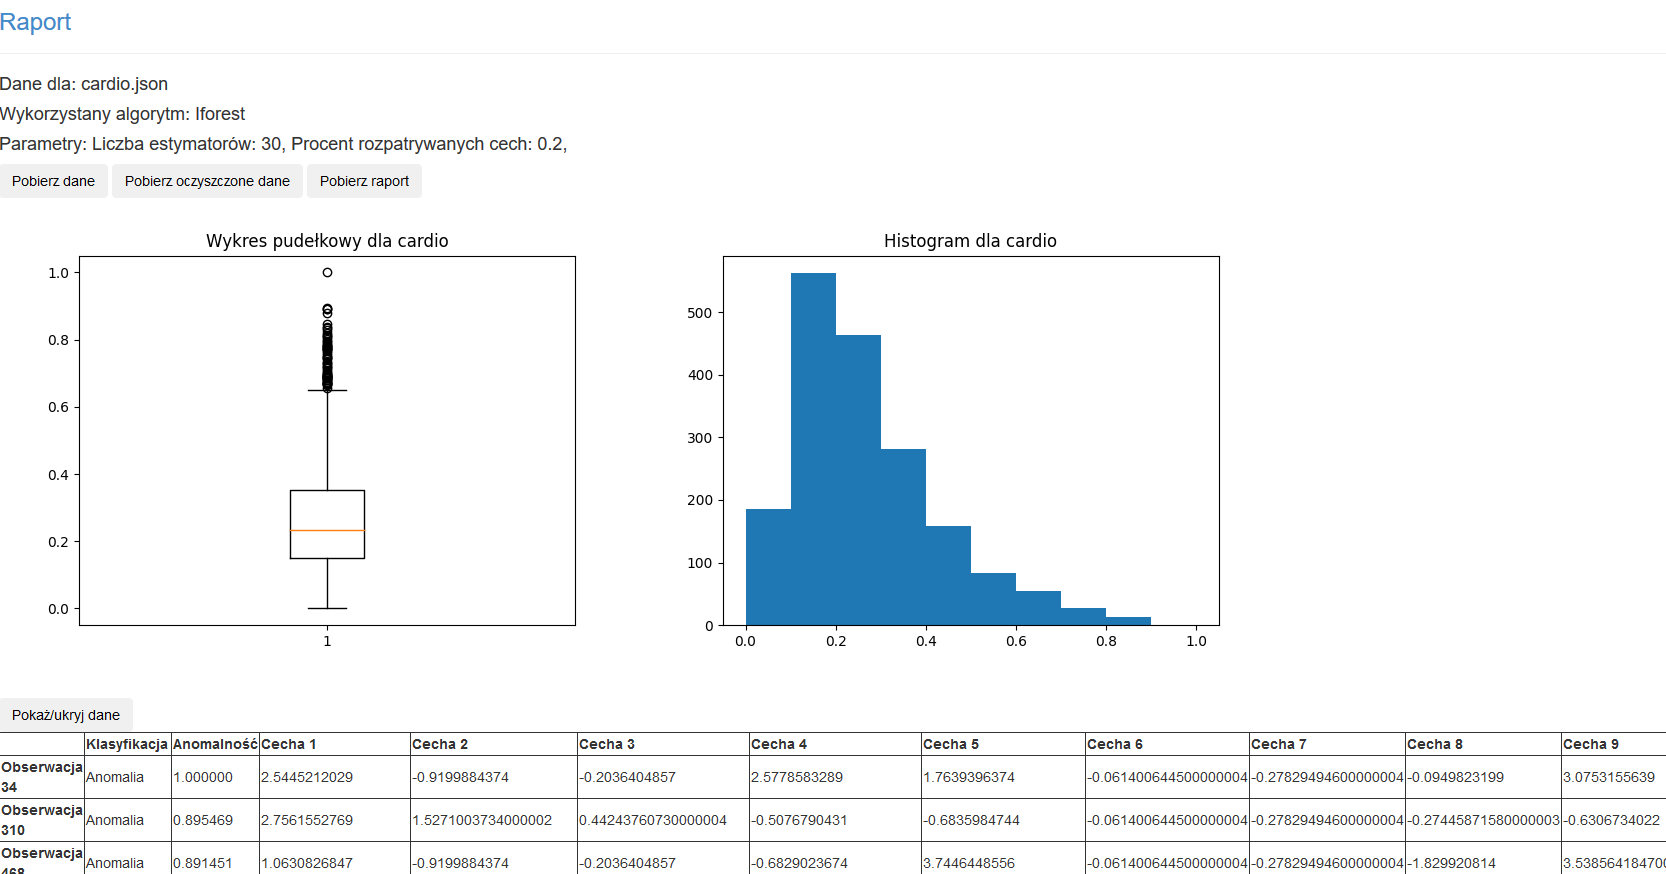 Raport
Dane dla: cardio.json
Wykorzystany algorytm: Iforest
Parametry: Liczba estymatorów: 30, Procent rozpatrywanych cech: 0.2,
Pobierz dane Pobierz oczyszczone dane Pobierz raport
Wykres pudełkowy dla cardio
1.0
0.8
0.6
0.4
0.2
0.0
1
Histogram dla cardio
500
400
300
200
100
0
0.0 0.2 0.4 0.6 0.8 1.0
Pokaż/ukryj dane
Klasyfikacja Anomalność Cecha 1 Cecha 2 Cecha 3 Cecha 4 Cecha 5 Cecha 6 Cecha 7 Cecha 8 Cecha 9
Obserwacja 34 Anomalia 1.000000 2.5445212029 -0.9199884374 -0.2036404857 2.5778583289 1.7639396374 -0.061400644500000004 -0.27829494600000004 -0.0949823199 3.0753155639
Obserwacja 310 Anomalia 0.895469 2.7561552769 1.5271003734000002 0.44243760730000004 -0.5076790431 -0.6835984744 -0.061400644500000004 -0.27829494600000004 -0.27445871580000003 -0.6306734022
Obserwacja 468 Anomalia 0.891451 1.0630826847 -0.9199884374 -0.2036404857 -0.6829023674 3.7446448556 -0.061400644500000004 -0.27829494600000004 -1.829920814 3.538564184700